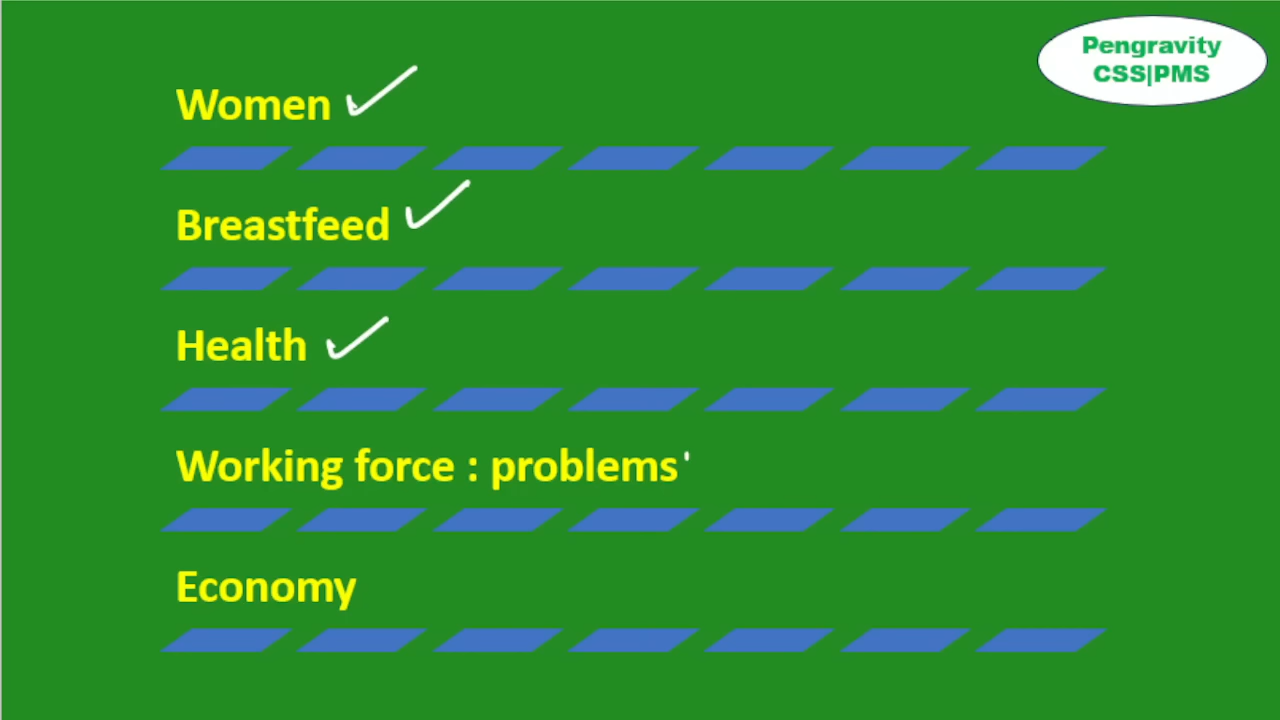 Pengravity
CSS|PMS
Women
Breastfeed
Health
Working force : problems
Economy